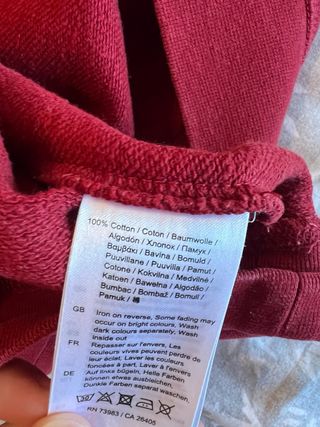 100% Cotton / Coton / Baumwolle /
Algodón / Хлопок / Памук /
Βαμβάκι / Bavlna / Bomuld /
Puuvillane / Puuvilla / Pamut /
Cotone / Kokvilna / Medvilnė /
Katoen / Bawełna / Algodão /
Bumbac / Bombaž / Bomull /
Pamuk / 棉
GB Iron on reverse, Some fading may
occur on bright colours, Wash
dark colours separately, Wash
inside out
FR Repasser sur l'envers, Les
couleurs vives peuvent perdre
leur éclat, Laver les couleurs
foncées à part, Laver à l'envers
DE Auf links bügeln, Helle Farben
können etwas ausbleichen,
Dunkle Farben separat waschen
RN 73983 / CA 26405